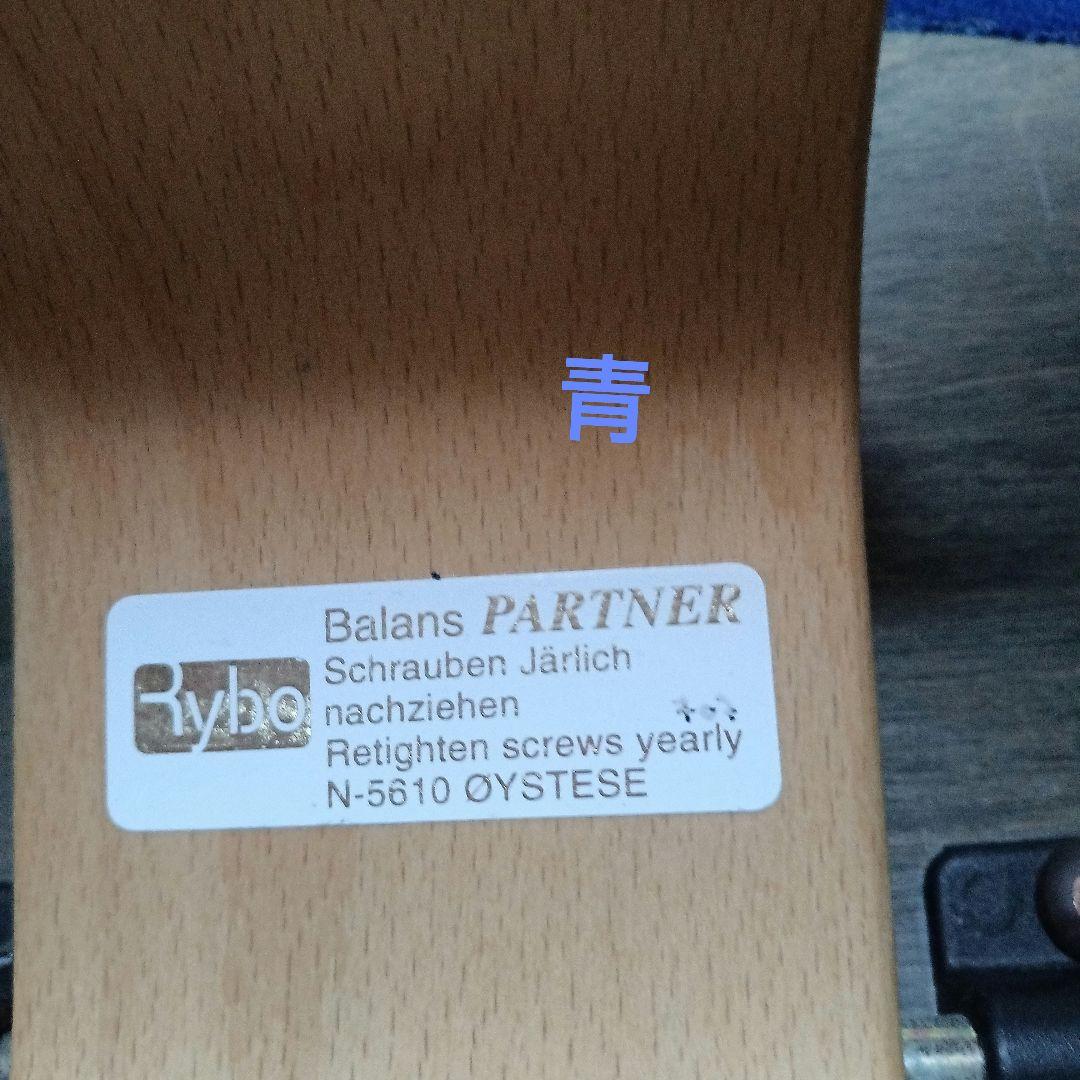 青
Rybo
Balans PARTNER
Schrauben Järlich
nachziehen
Retighten screws yearly
N-5610 ØYSTESE